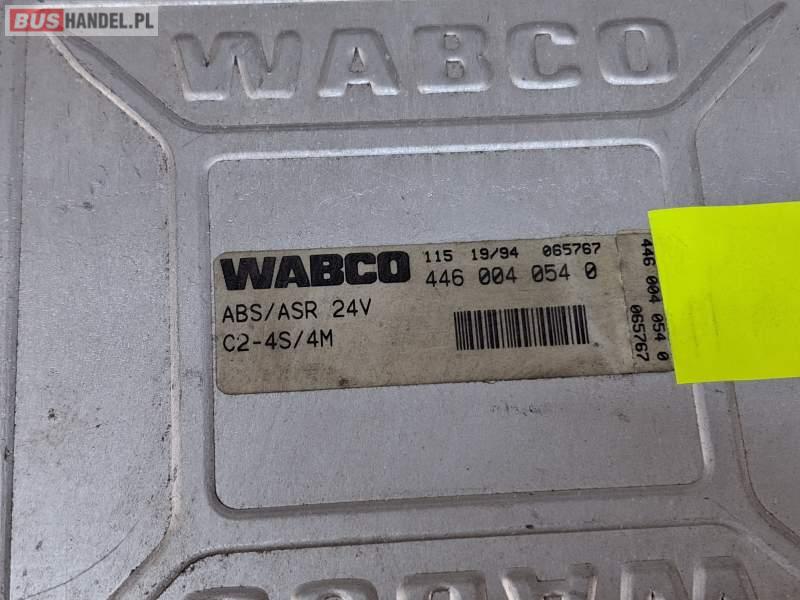 BUSHANDEL.PL
WABCO
WABCO 115 19/94 065767
446 004 054 0
ABS/ASR 24V
C2-4S/4M
446 004 054 0
065767
WABCO